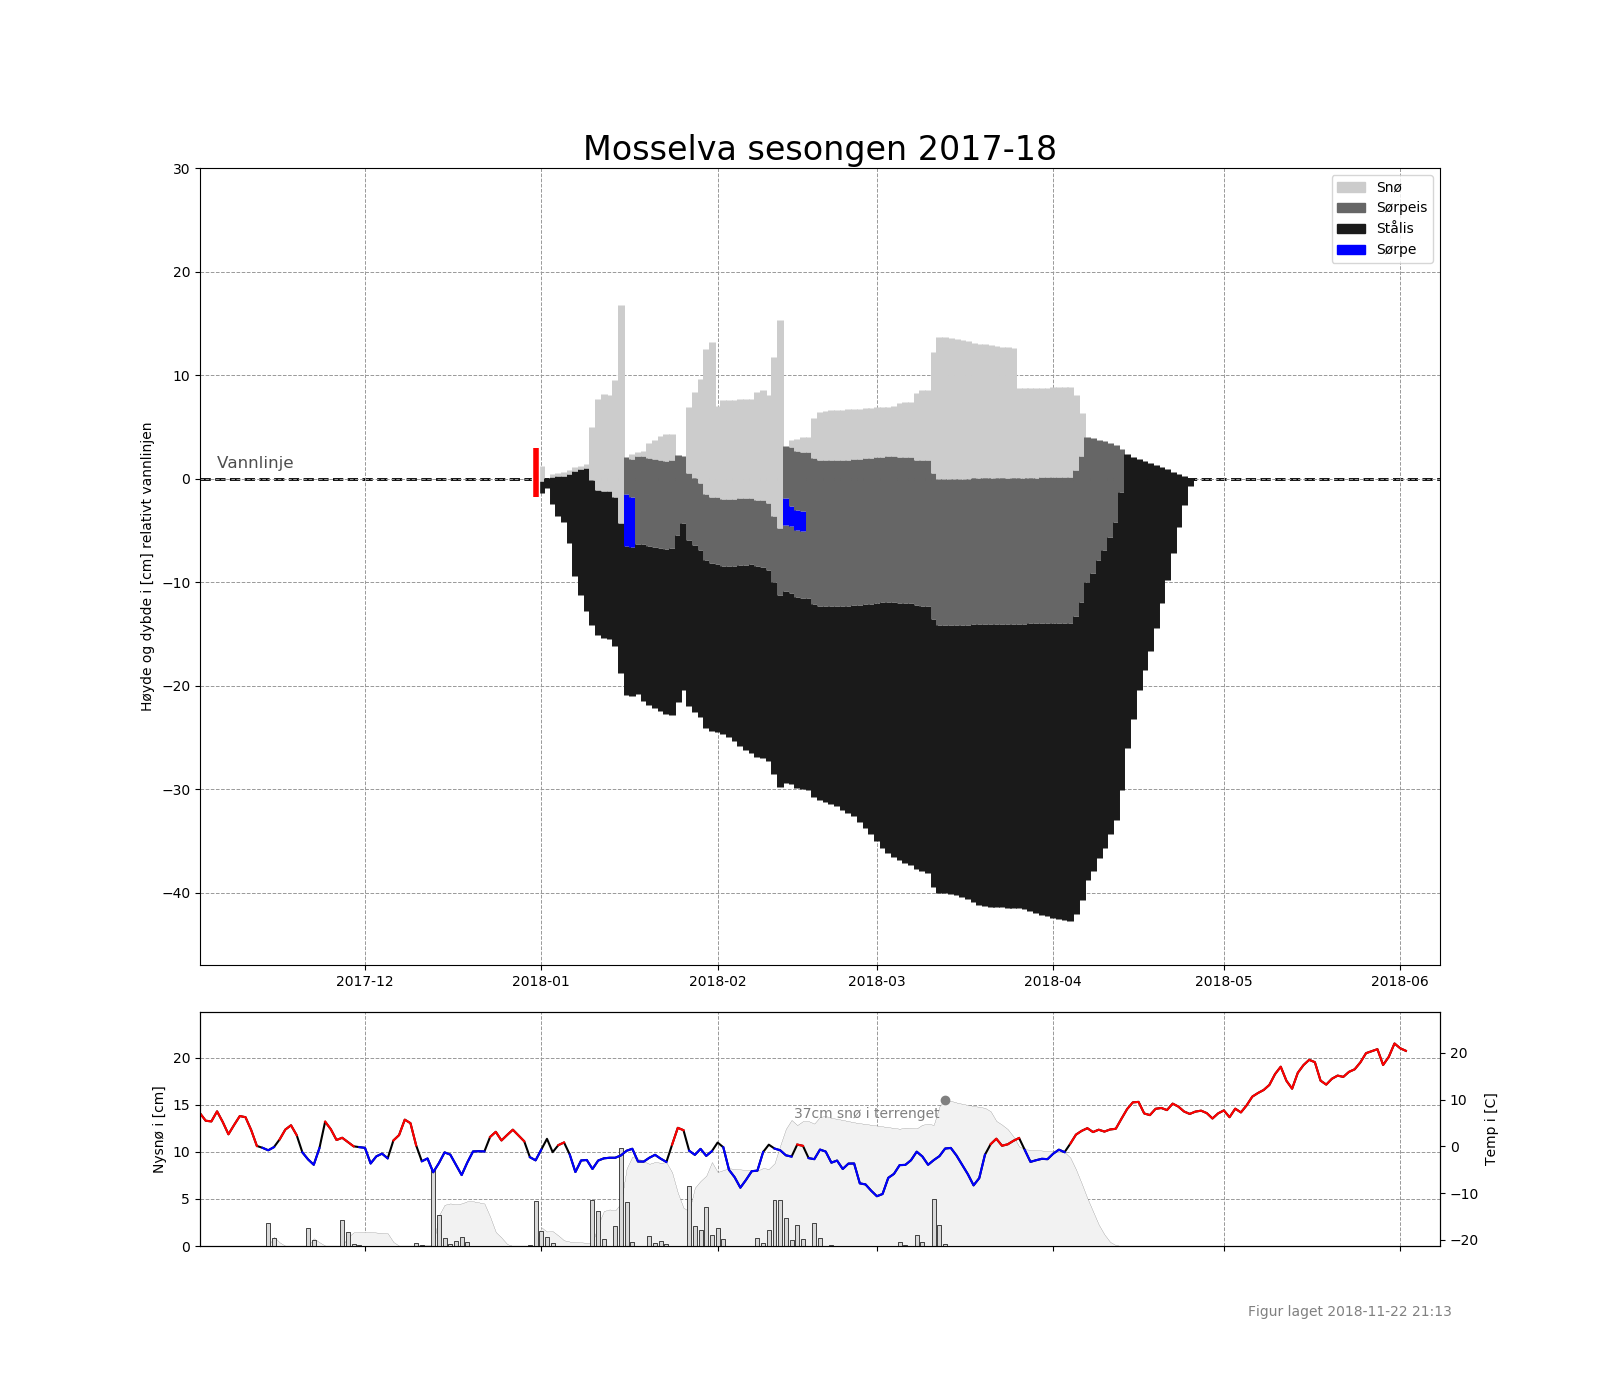 Mosselva sesongen 2017-18
30
20
10
0
−10
−20
−30
−40
Høyde og dybde i [cm] relativt vannlinjen
Vannlinje
Snø
Sørpeis
Stålis
Sørpe
2017-12
2018-01
2018-02
2018-03
2018-04
2018-05
2018-06
20
15
10
5
0
Nysnø i [cm]
37cm snø i terrenget
20
10
0
−10
−20
Temp i [C]
Figur laget 2018-11-22 21:13